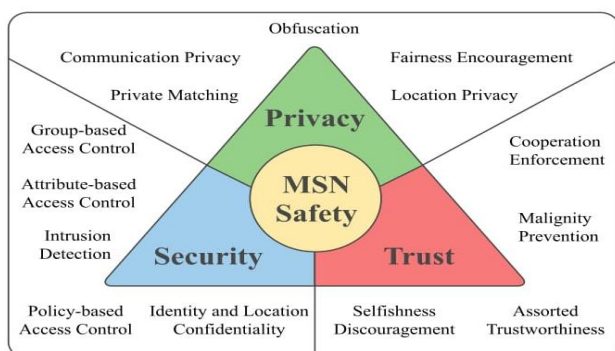 Obfuscation
Communication Privacy
Fairness Encouragement
Private Matching
Location Privacy
Privacy
Group-based
Access Control
Cooperation
Enforcement
Attribute-based
Access Control
MSN
Safety
Malignity
Prevention
Intrusion
Detection
Security
Trust
Policy-based
Access Control
Identity and Location
Confidentiality
Selfishness
Discouragement
Assorted
Trustworthiness